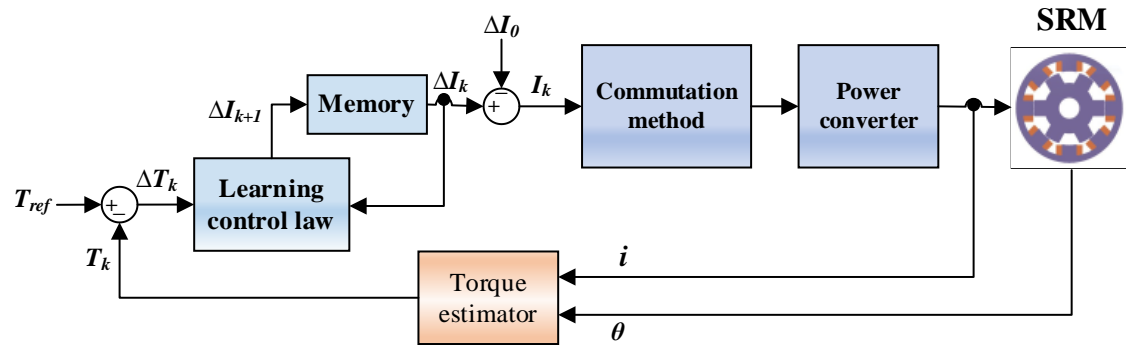 SRM
ΔI0
ΔIk
Ik
Memory
Commutation
method
Power
converter
ΔIk+1
+
−
ΔTk
Learning
control law
Tref
+
−
Tk
i
Torque
estimator
θ